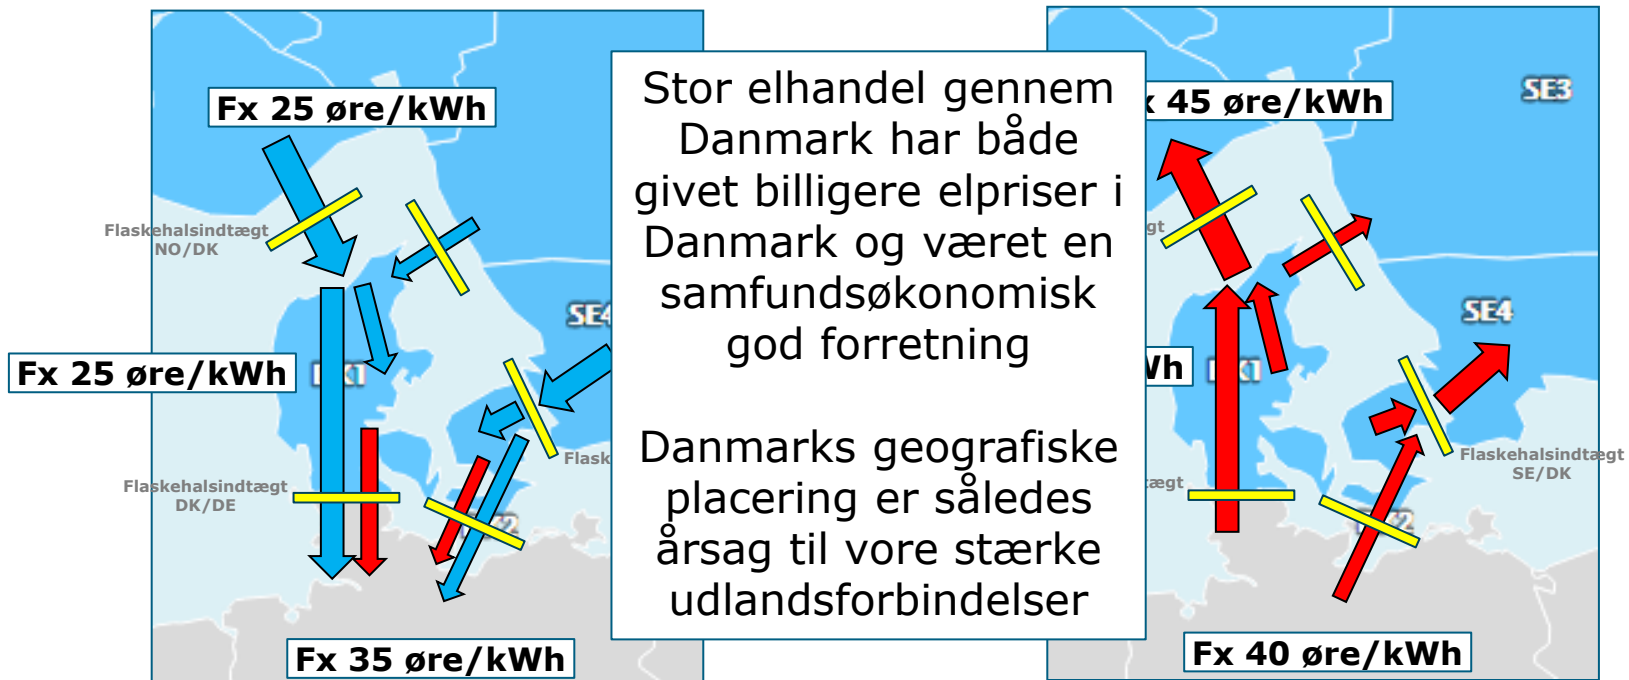 Fx 25 øre/kWh
Flaskehalsindtægt
NO/DK
Fx 25 øre/kWh
Flaskehalsindtægt
DK/DE
Fx 35 øre/kWh
Stor elhandel gennem
Danmark har både
givet billigere elpriser i
Danmark og været en
samfundsøkonomisk
god forretning
Danmarks geografiske
placering er således
årsag til vore stærke
udlandsforbindelser
45 øre/kWh
SE3
SE4
Flaskehalsindtægt
SE/DK
Fx 40 øre/kWh